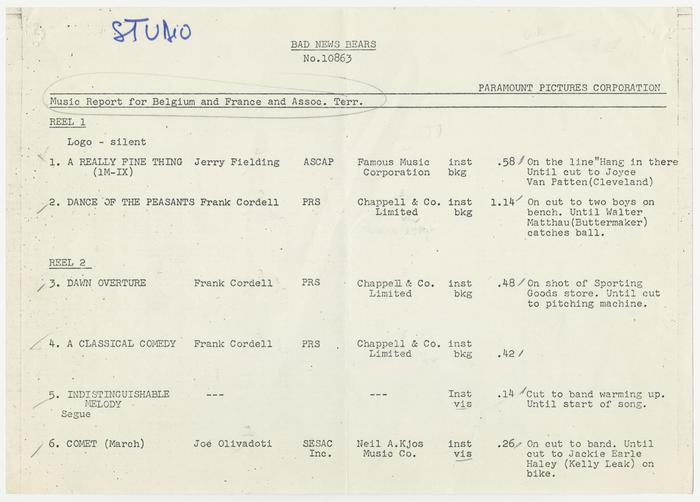 STUDIO
BAD NEWS BEARS
No.10863
PARAMOUNT PICTURES CORPORATION
Music Report for Belgium and France and Assoc. Terr.
REEL 1
Logo - silent
1. A REALLY FINE THING Jerry Fielding ASCAP Famous Music inst .58/ On the line"Hang in there
(1M-IX) Corporation bkg Until cut to Joyce
Van Patten(Cleveland)
2. DANCE OF THE PEASANTS Frank Cordell PRS Chappell & Co. inst 1.14/ On cut to two boys on
Limited bkg bench. Until Walter
Matthau(Buttermaker)
catches ball.
REEL 2
3. DAWN OVERTURE Frank Cordell PRS Chappell & Co. inst .48/ On shot of Sporting
Limited bkg Goods store. Until cut
to pitching machine.
4. A CLASSICAL COMEDY Frank Cordell PRS Chappell & Co. inst
Limited bkg .42/
5. INDISTINGUISHABLE --- --- Inst .14/ Cut to band warming up.
MELODY vis Until start of song.
Segue
6. COMET (March) Joe Olivadoti SESAC Neil A.Kjos inst .26/ On cut to band. Until
Inc. Music Co. vis cut to Jackie Earle
Haley (Kelly Leak) on
bike.